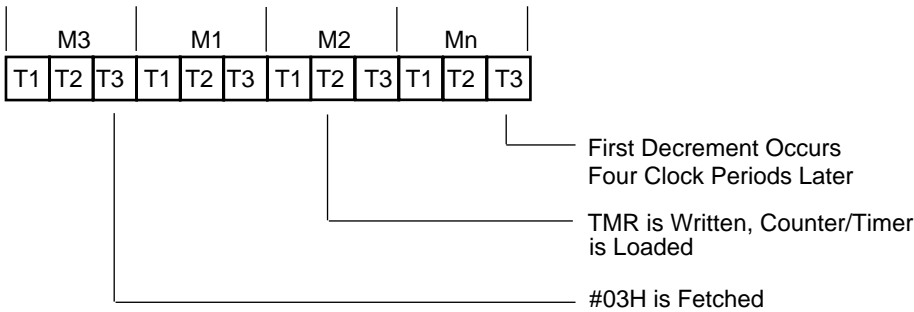 M3 M1 M2 Mn
T1 T2 T3 T1 T2 T3 T1 T2 T3 T1 T2 T3
First Decrement Occurs
Four Clock Periods Later
TMR is Written, Counter/Timer
is Loaded
#03H is Fetched